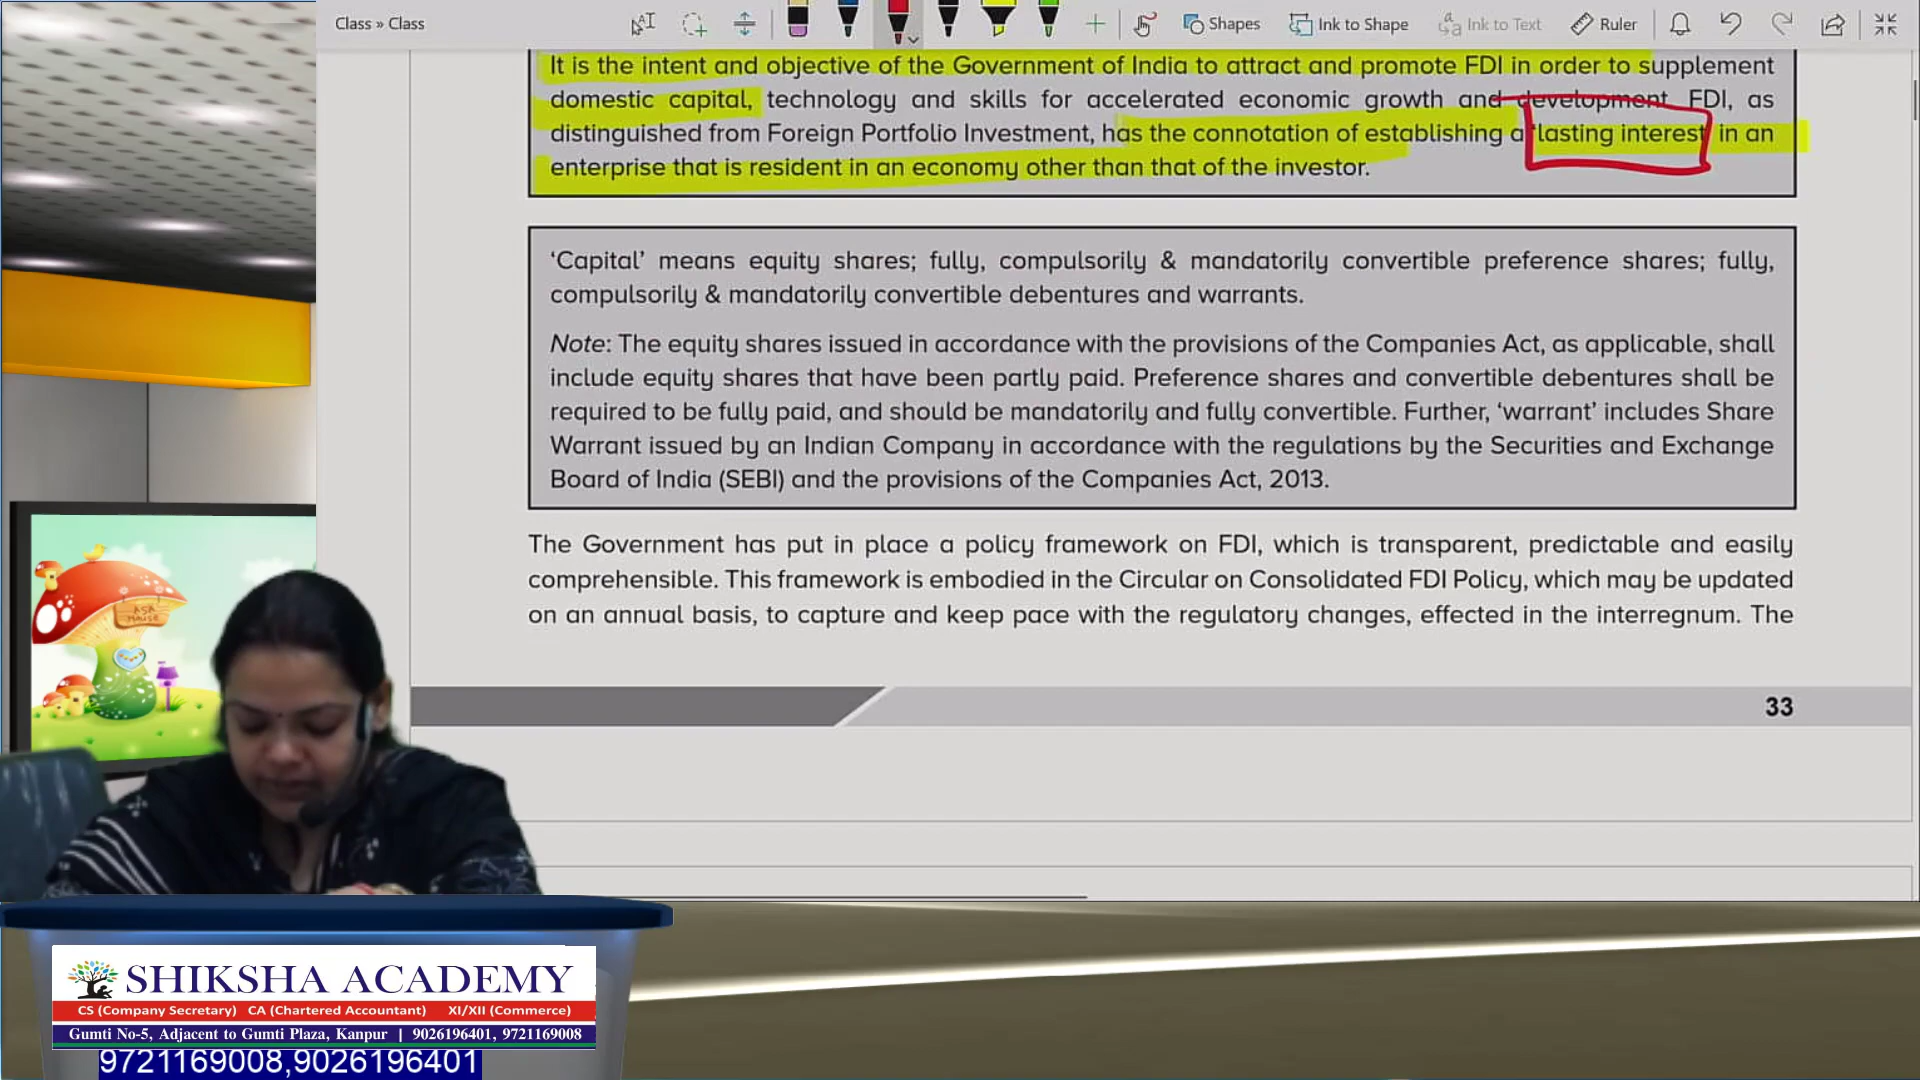 Class » Class
Shapes
Ink to Shape
Ink to Text
Ruler
It is the intent and objective of the Government of India to attract and promote FDI in order to supplement
domestic capital, technology and skills for accelerated economic growth and development. FDI, as
distinguished from Foreign Portfolio Investment, has the connotation of establishing a 'lasting interest' in an
enterprise that is resident in an economy other than that of the investor.
‘Capital’ means equity shares; fully, compulsorily & mandatorily convertible preference shares; fully,
compulsorily & mandatorily convertible debentures and warrants.
Note: The equity shares issued in accordance with the provisions of the Companies Act, as applicable, shall
include equity shares that have been partly paid. Preference shares and convertible debentures shall be
required to be fully paid, and should be mandatorily and fully convertible. Further, ‘warrant’ includes Share
Warrant issued by an Indian Company in accordance with the regulations by the Securities and Exchange
Board of India (SEBI) and the provisions of the Companies Act, 2013.
The Government has put in place a policy framework on FDI, which is transparent, predictable and easily
comprehensible. This framework is embodied in the Circular on Consolidated FDI Policy, which may be updated
on an annual basis, to capture and keep pace with the regulatory changes, effected in the interregnum. The
33
SHIKSHA ACADEMY
CS (Company Secretary) CA (Chartered Accountant) XI/XII (Commerce)
Gumti No-5, Adjacent to Gumti Plaza, Kanpur | 9026196401, 9721169008
9721169008,9026196401